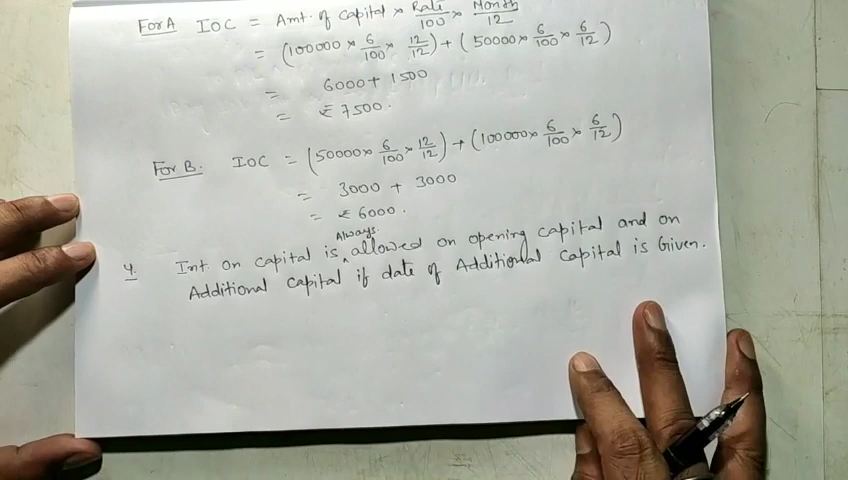 For A IOC = Amt. of capital × Rate/100 × Month/12
= (100000 × 6/100 × 12/12) + (50000 × 6/100 × 6/12)
= 6000 + 1500
= ₹ 7500.
For B. IOC = (50000 × 6/100 × 12/12) + (100000 × 6/100 × 6/12)
= 3000 + 3000
= ₹ 6000.
Always.
4. Int. on capital is ‸ allowed on opening capital and on
Additional capital if date of Additional capital is Given.